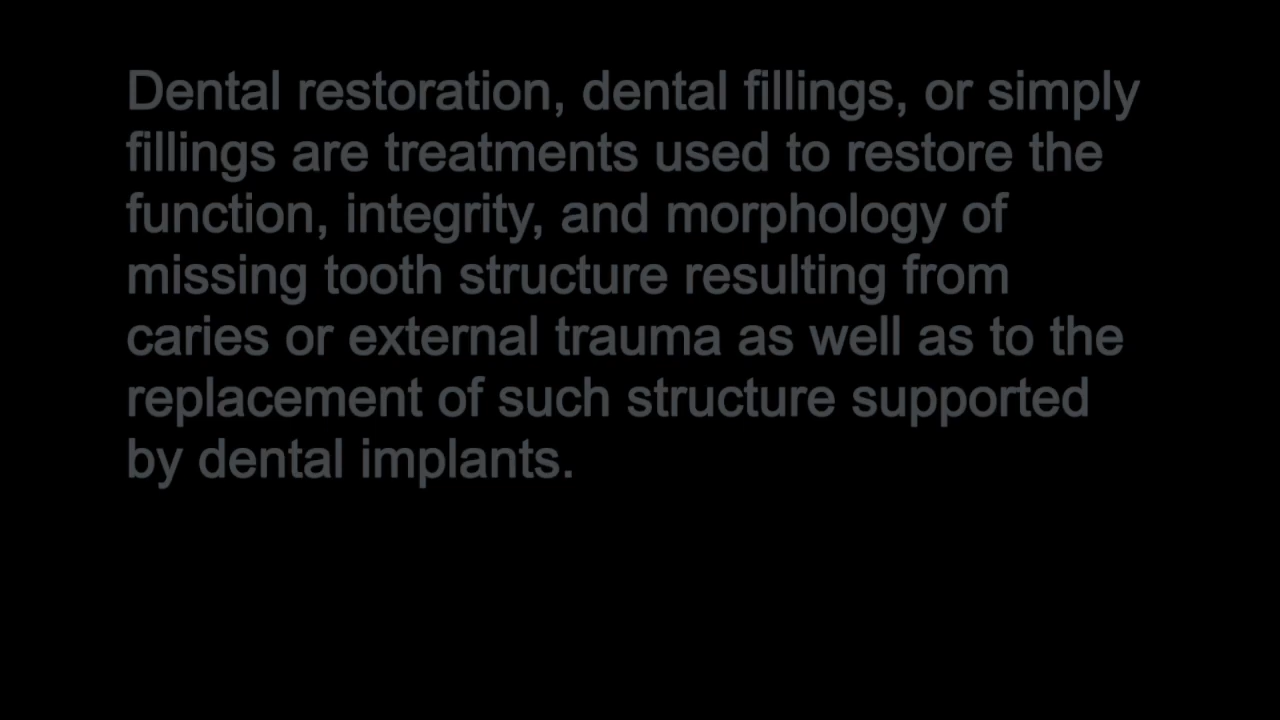 Dental restoration, dental fillings, or simply
fillings are treatments used to restore the
function, integrity, and morphology of
missing tooth structure resulting from
caries or external trauma as well as to the
replacement of such structure supported
by dental implants.